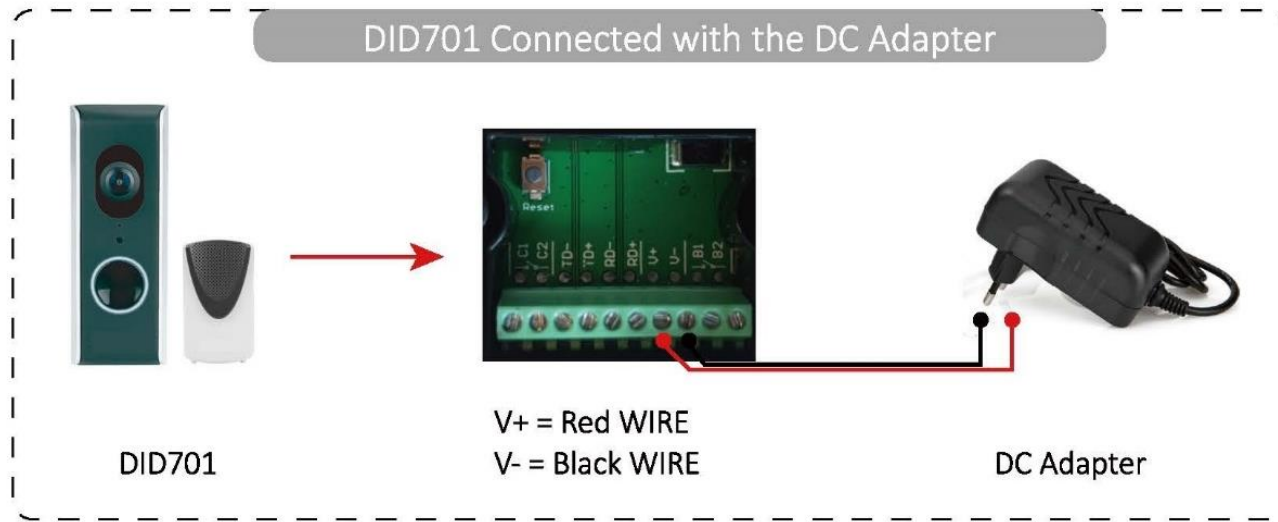 DID701 Connected with the DC Adapter
Reset
C1 C2 TD- TD+ RD- RD+ V+ V- B1 B2
V+ = Red WIRE
V- = Black WIRE
DID701
DC Adapter